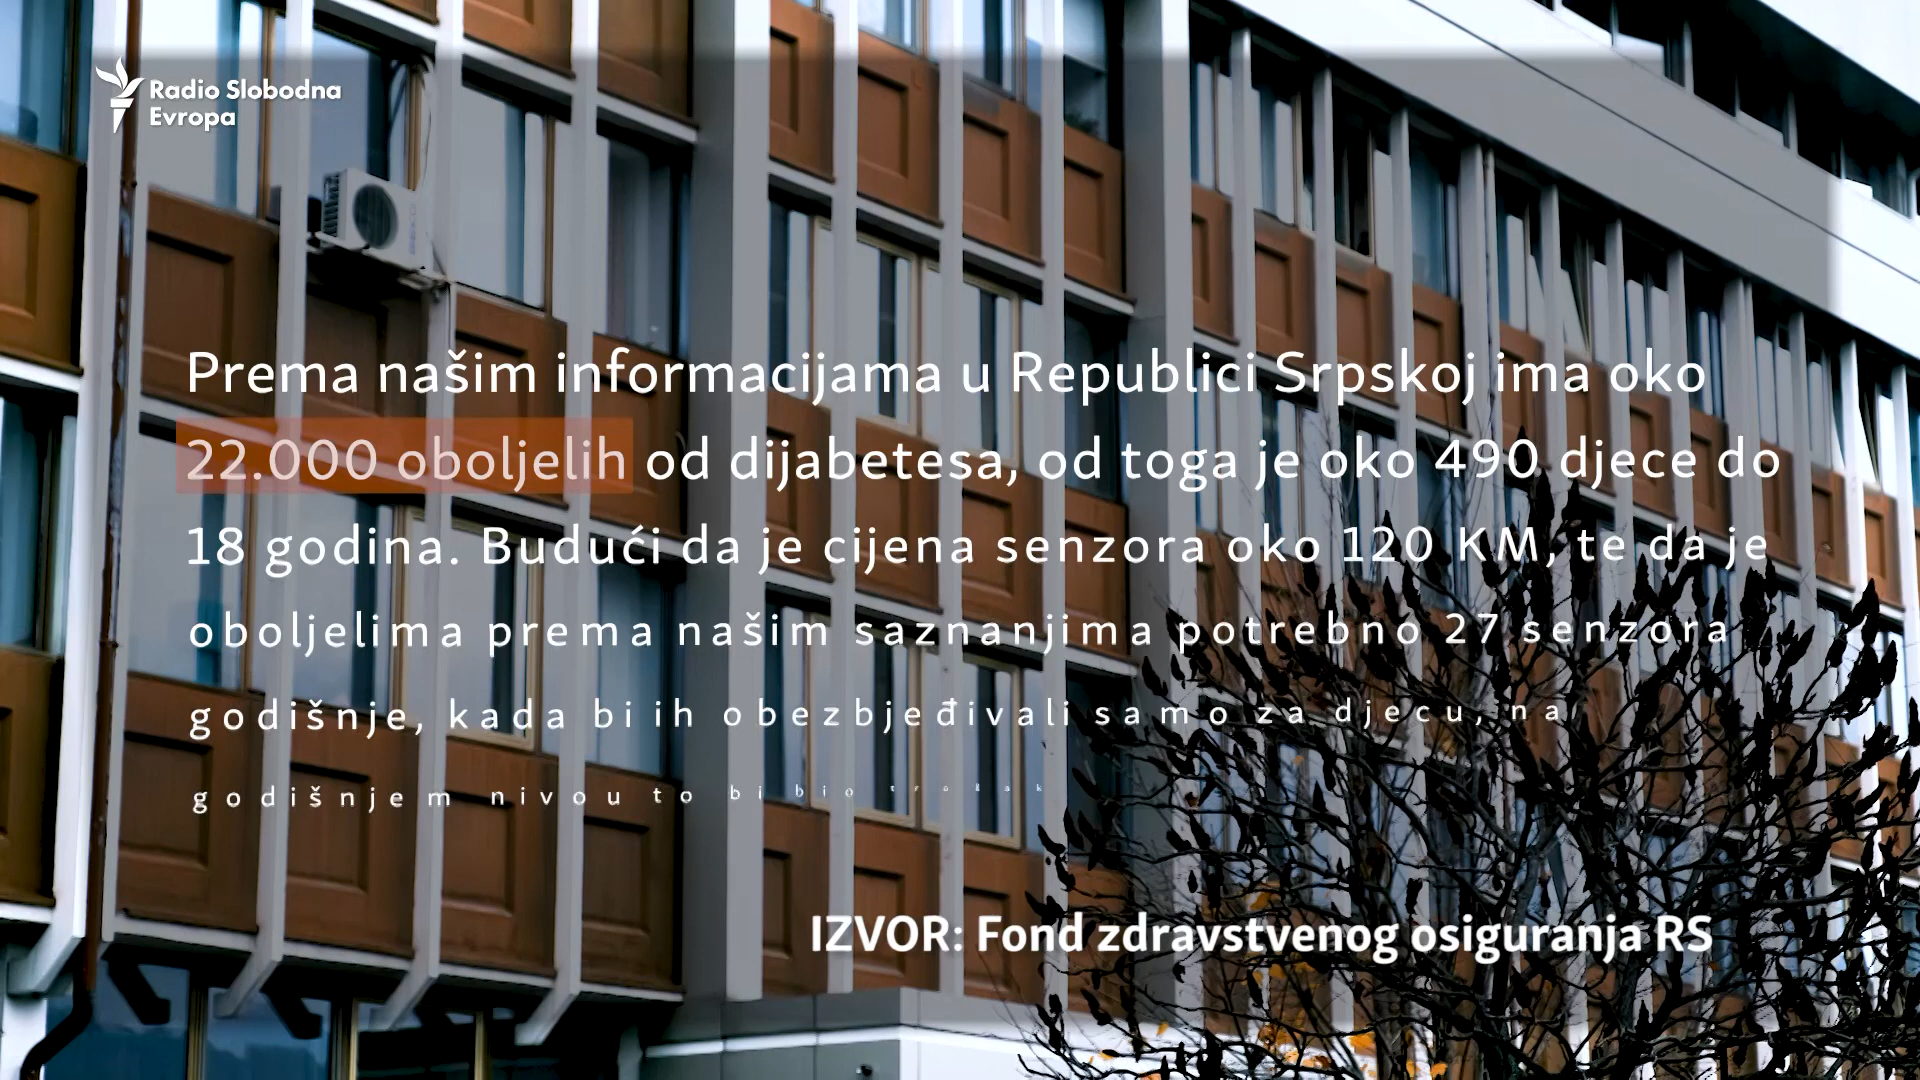 Radio Slobodna
Evropa
Prema našim informacijama u Republici Srpskoj ima oko
22.000 oboljelih od dijabetesa, od toga je oko 490 djece do
18 godina. Budući da je cijena senzora oko 120 KM, te da je
oboljelima prema našim saznanjima potrebno 27 senzora
godišnje, kada bi ih obezbjeđivali samo za djecu, na
godišnjem nivou to bi bio trošak
IZVOR: Fond zdravstvenog osiguranja RS